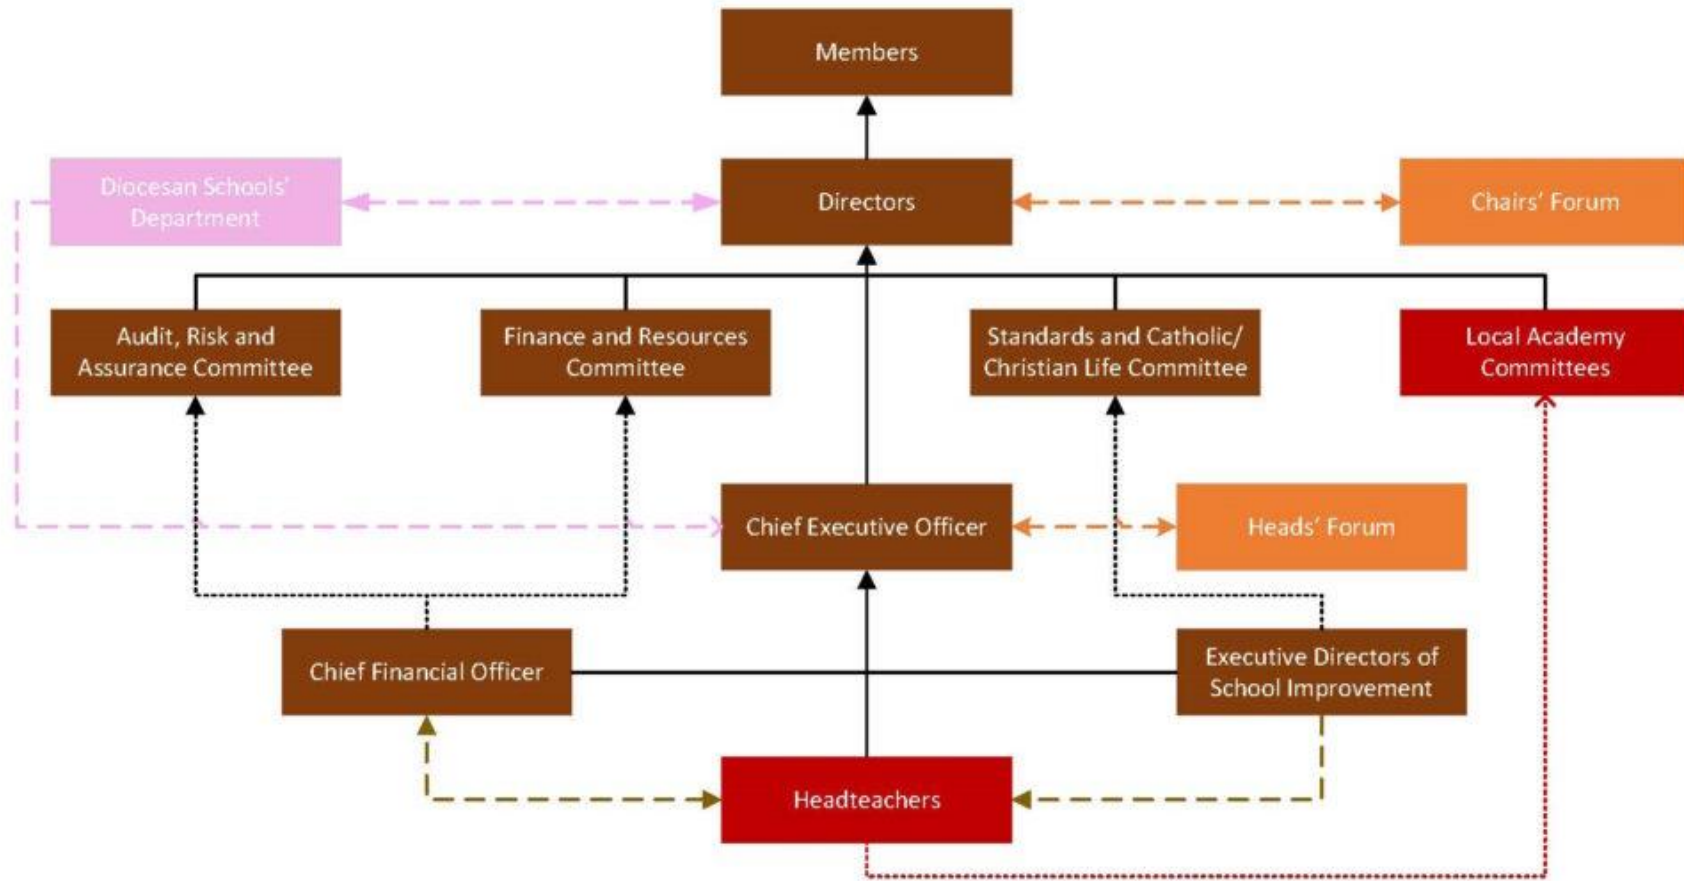 Members
Diocesan Schools’
Department
Directors
Chairs’ Forum
Audit, Risk and
Assurance Committee
Finance and Resources
Committee
Standards and Catholic/
Christian Life Committee
Local Academy
Committees
Chief Executive Officer
Heads’ Forum
Chief Financial Officer
Executive Directors of
School Improvement
Headteachers